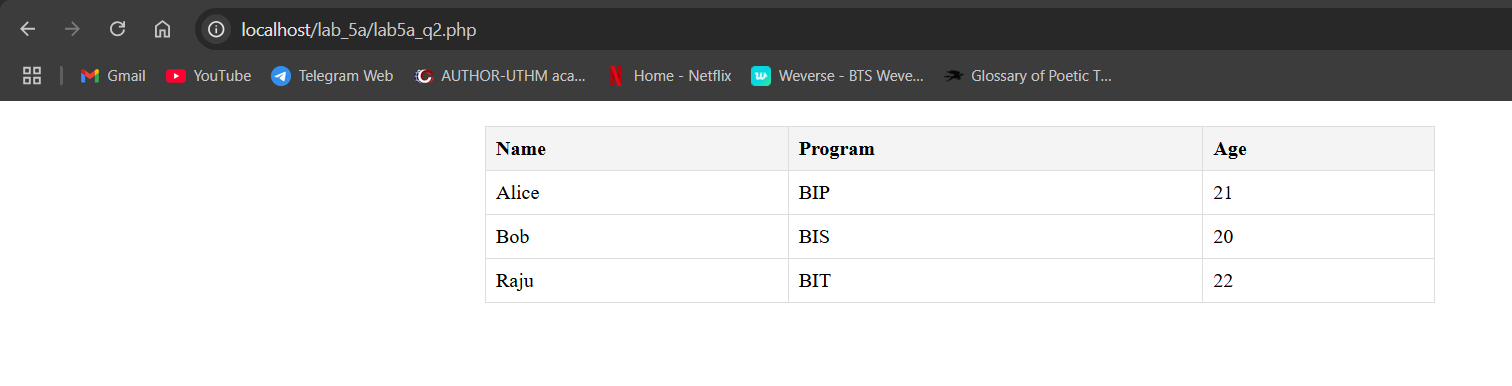 localhost/lab_5a/lab5a_q2.php
Gmail YouTube Telegram Web AUTHOR-UTHM aca... Home - Netflix Weverse - BTS Weve... Glossary of Poetic T...
Name Program Age
Alice BIP 21
Bob BIS 20
Raju BIT 22